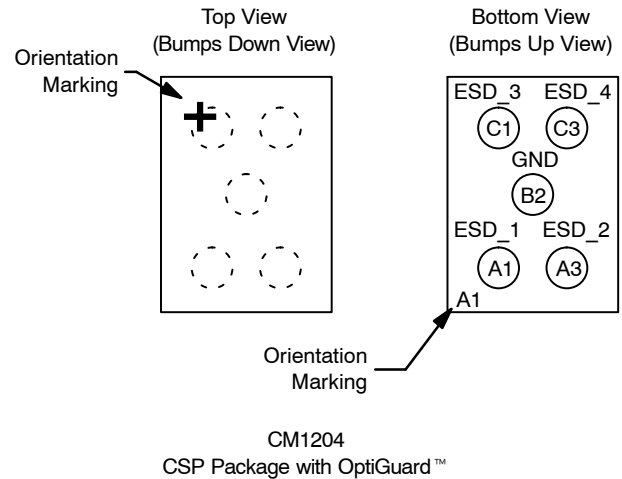 Top View
(Bumps Down View)
Orientation
Marking
+
Bottom View
(Bumps Up View)
ESD_3 ESD_4
C1 C3
GND
B2
ESD_1 ESD_2
A1 A3
A1
Orientation
Marking
CM1204
CSP Package with OptiGuard™